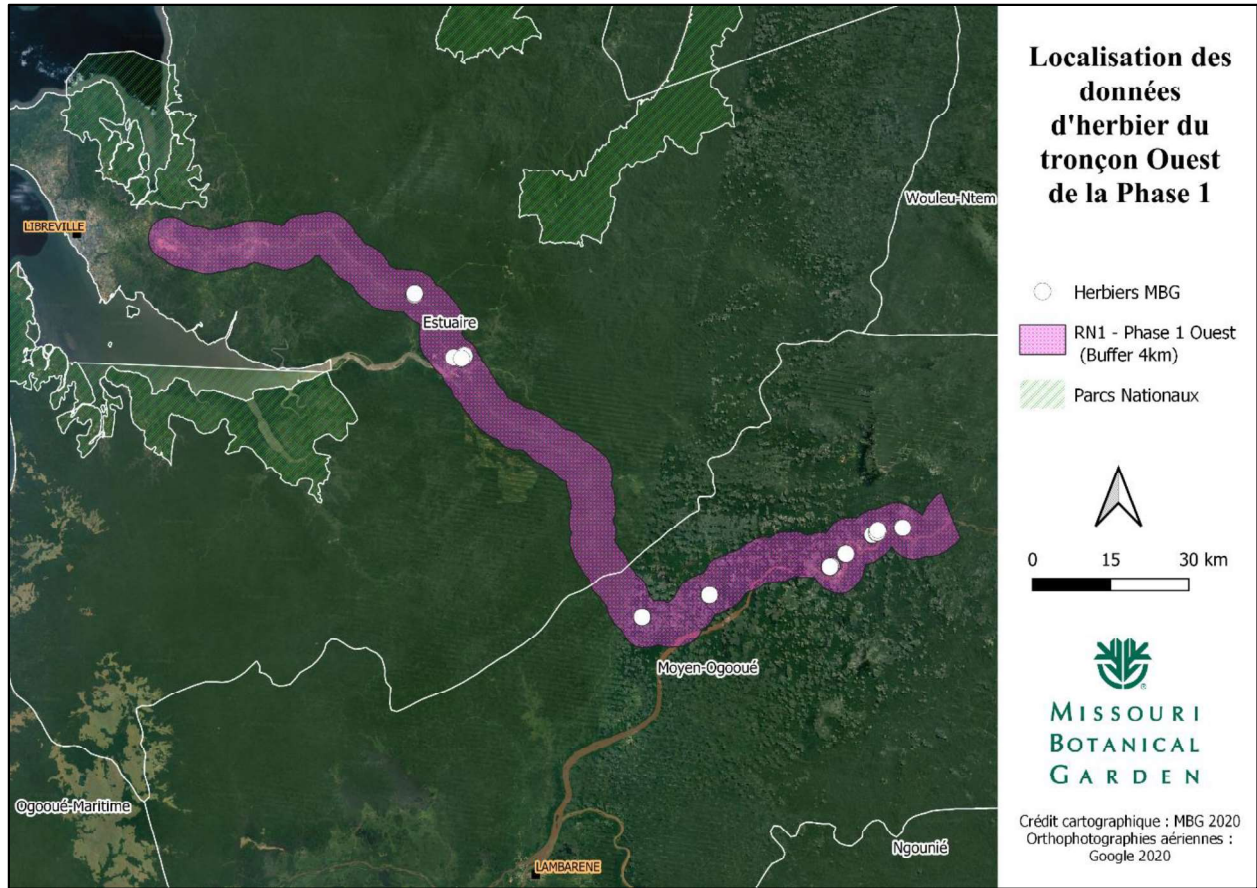 Localisation des
données
d'herbier du
tronçon Ouest
de la Phase 1
Herbiers MBG
RN1 - Phase 1 Ouest
(Buffer 4km)
Parcs Nationaux
0 15 30 km
MISSOURI
BOTANICAL
GARDEN
Crédit cartographique : MBG 2020
Orthophotographies aériennes :
Google 2020
Wouleu-Ntem
LIBREVILLE
Estuaire
Moyen-Ogooué
Ogooué-Maritime
Ngounié
LAMBARENE